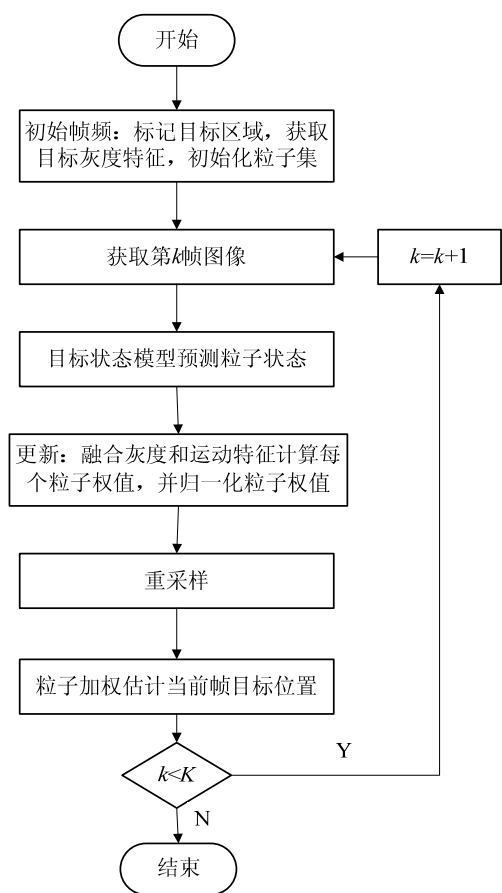 开始
初始帧频：标记目标区域，获取
目标灰度特征，初始化粒子集
获取第k帧图像
k=k+1
目标状态模型预测粒子状态
更新：融合灰度和运动特征计算每
个粒子权值，并归一化粒子权值
重采样
粒子加权估计当前帧目标位置
k<K
Y
N
结束